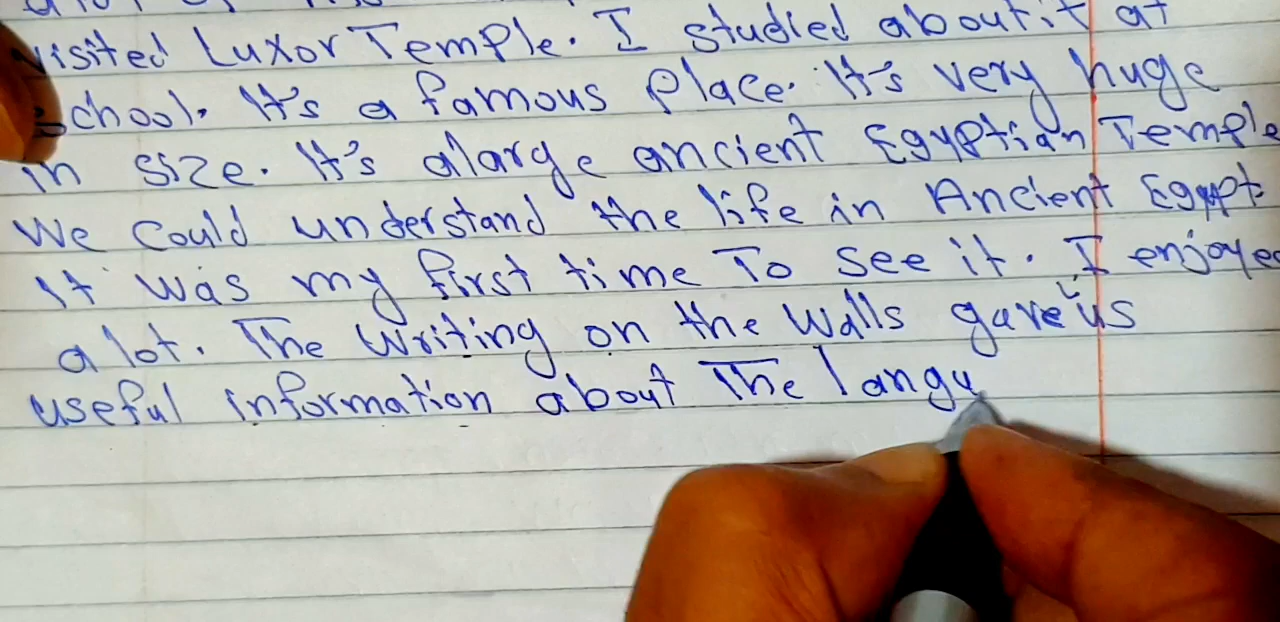 visited Luxor Temple. I studied about it at
school. It's a famous Place. It's very huge
in size. It's a large ancient Egyptian Temple
We Could understand the life in Ancient Egypt.
It was my first time To see it. I enjoyed
a lot. The Writing on the Walls gave us
useful information about The langu